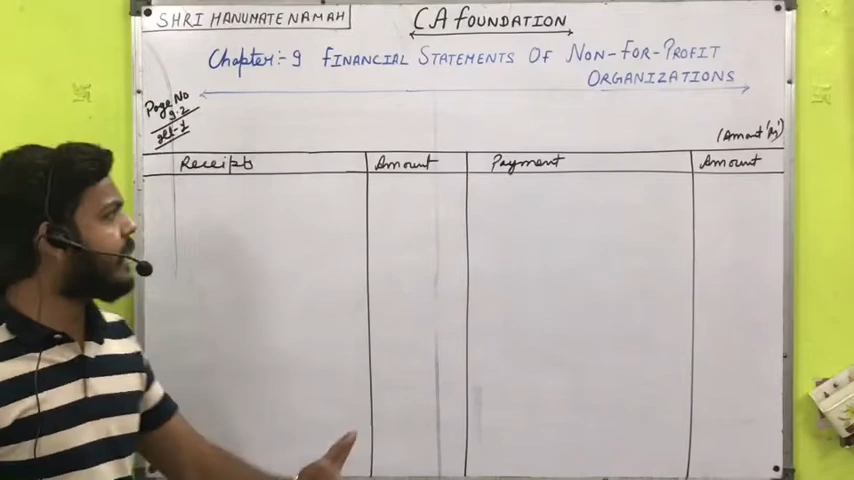 SHRI HANUMATE NAMAH
CA FOUNDATION
Chapter:- 9 FINANCIAL STATEMENTS OF NON-FOR-PROFIT
ORGANIZATIONS
Page No
9.2
(Amount 'Rs')
Receipts Amount Payment Amount